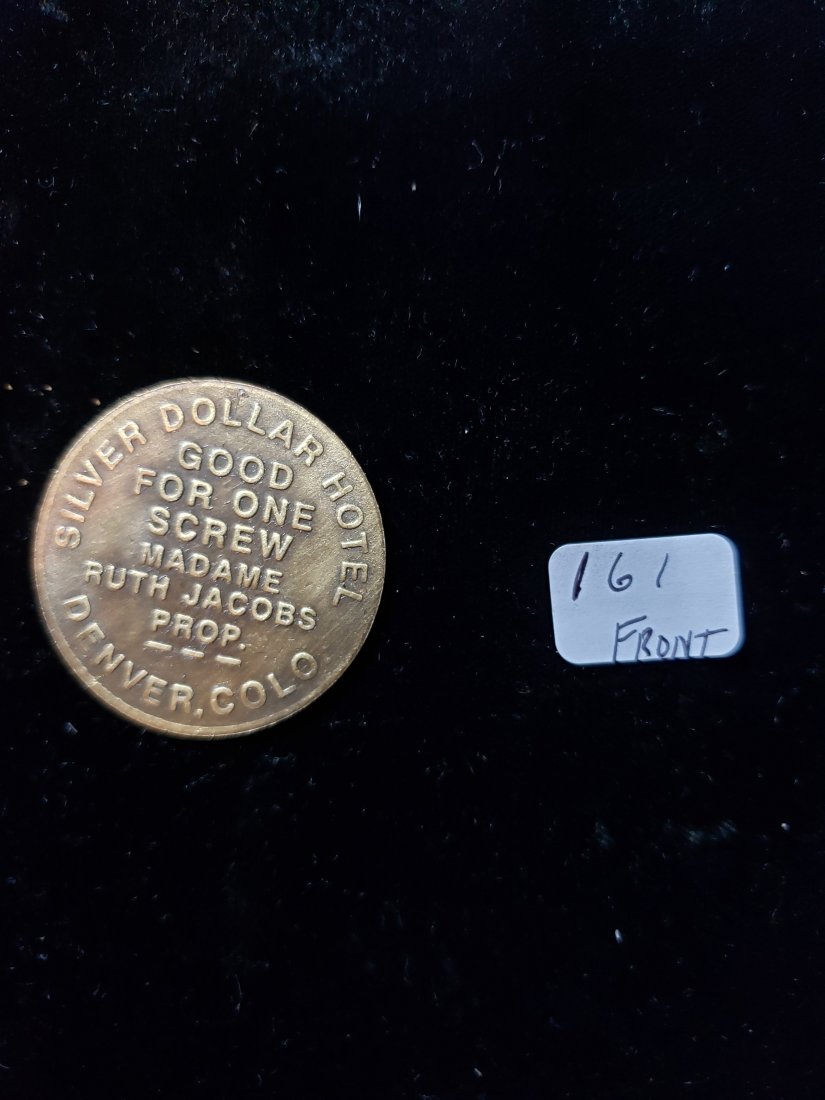 SILVER DOLLAR HOTEL
GOOD
FOR ONE
SCREW
MADAME
RUTH JACOBS
PROP.
DENVER, COLO
161
FRONT